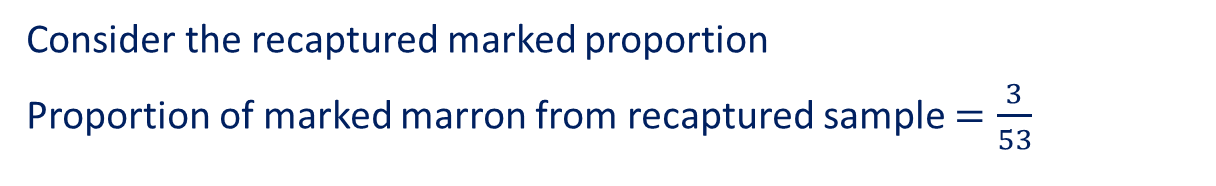 Consider the recaptured marked proportion
Proportion of marked marron from recaptured sample = 3/53